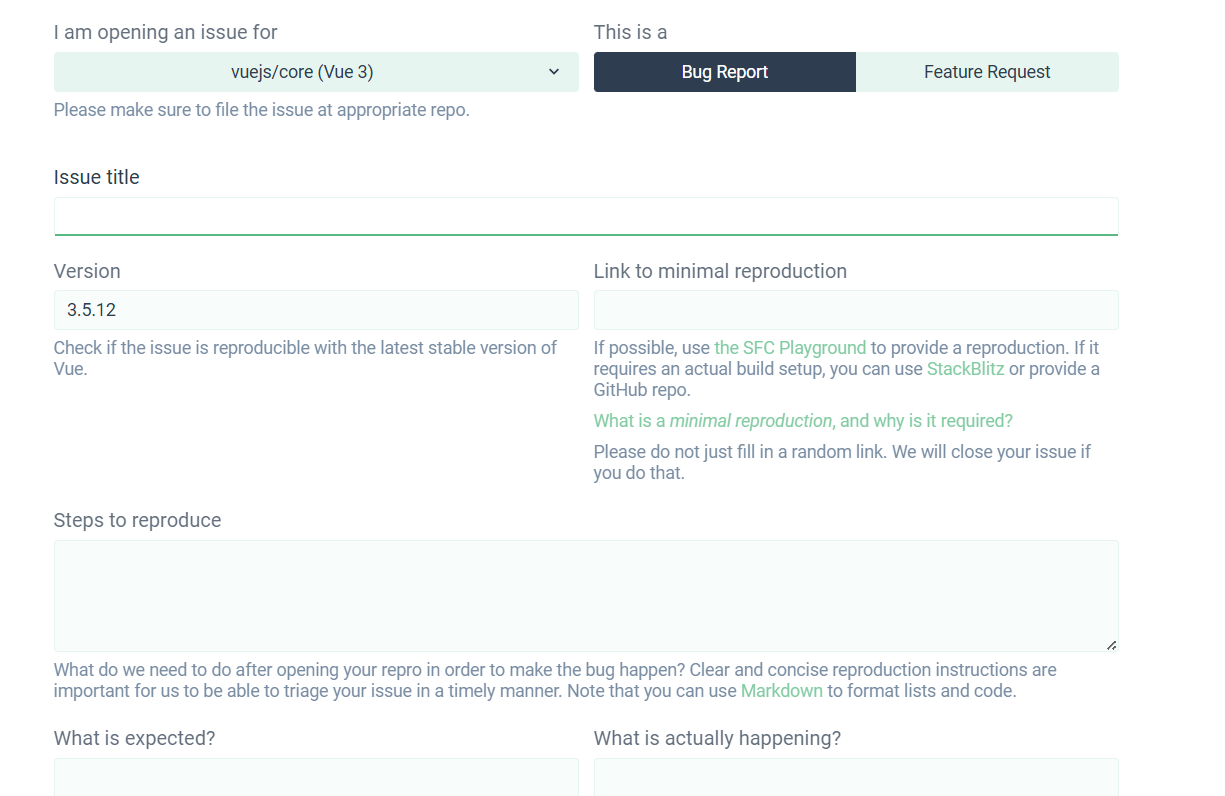 I am opening an issue for
This is a
vuejs/core (Vue 3)
Bug Report
Feature Request
Please make sure to file the issue at appropriate repo.
Issue title
Version
Link to minimal reproduction
3.5.12
Check if the issue is reproducible with the latest stable version of
Vue.
If possible, use the SFC Playground to provide a reproduction. If it
requires an actual build setup, you can use StackBlitz or provide a
GitHub repo.
What is a minimal reproduction, and why is it required?
Please do not just fill in a random link. We will close your issue if
you do that.
Steps to reproduce
What do we need to do after opening your repro in order to make the bug happen? Clear and concise reproduction instructions are
important for us to be able to triage your issue in a timely manner. Note that you can use Markdown to format lists and code.
What is expected?
What is actually happening?